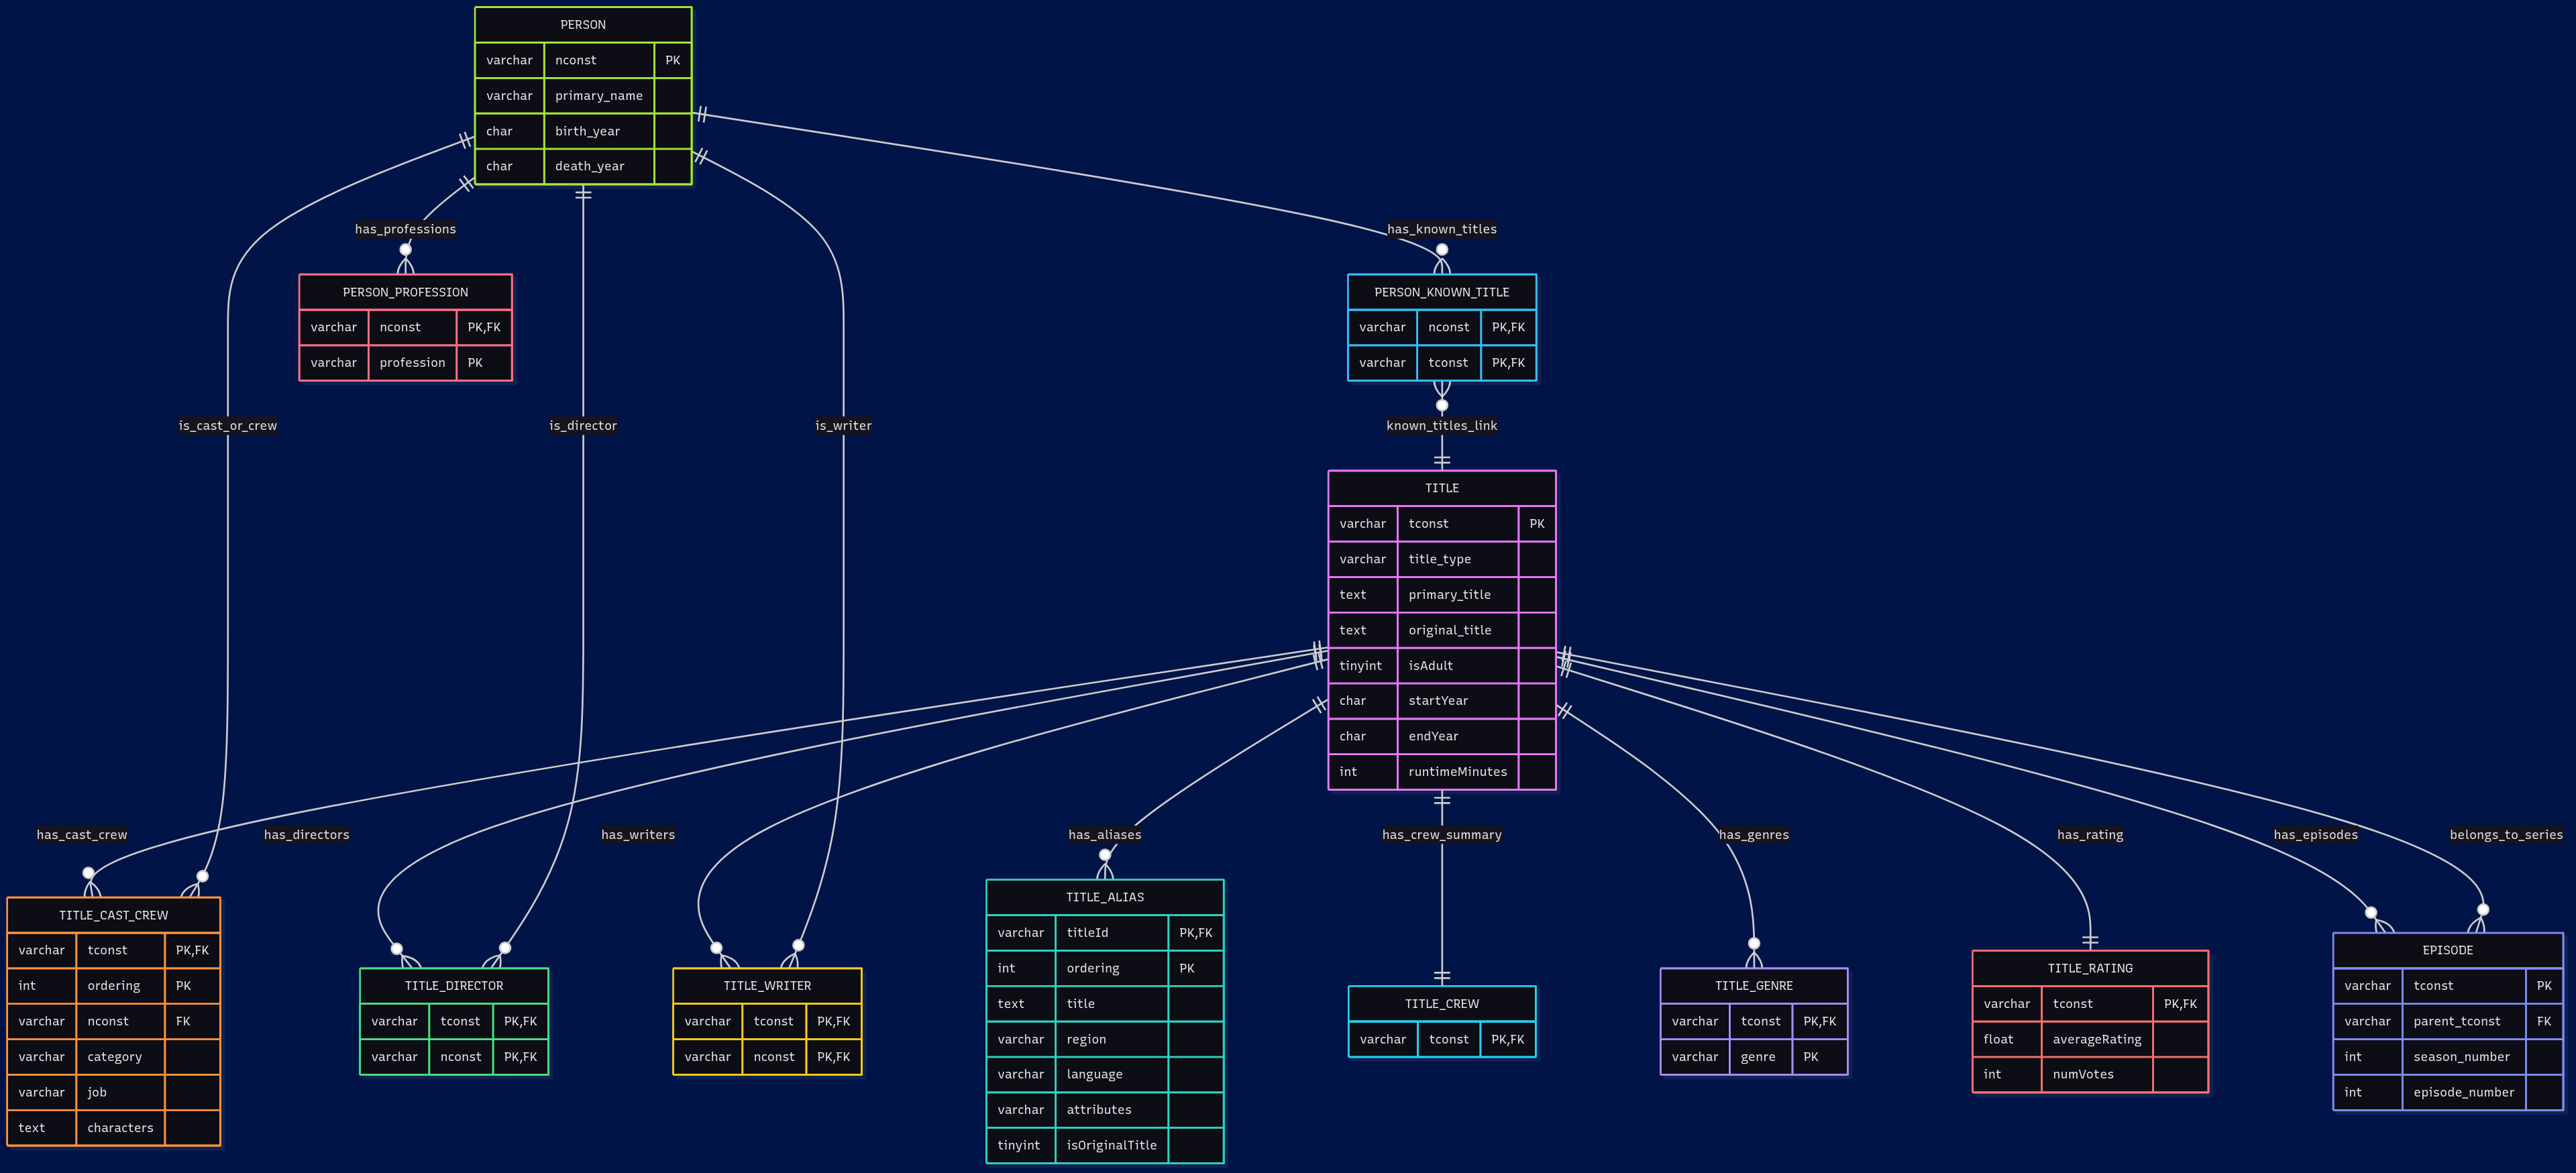 PERSON
varchar nconst PK
varchar primary_name
char birth_year
char death_year
has_professions
has_known_titles
PERSON_PROFESSION
varchar nconst PK,FK
varchar profession PK
PERSON_KNOWN_TITLE
varchar nconst PK,FK
varchar tconst PK,FK
is_cast_or_crew
is_director
is_writer
known_titles_link
TITLE
varchar tconst PK
varchar title_type
text primary_title
text original_title
tinyint isAdult
char startYear
char endYear
int runtimeMinutes
has_cast_crew
has_directors
has_writers
has_aliases
has_crew_summary
has_genres
has_rating
has_episodes
belongs_to_series
TITLE_CAST_CREW
varchar tconst PK,FK
int ordering PK
varchar nconst FK
varchar category
varchar job
text characters
TITLE_DIRECTOR
varchar tconst PK,FK
varchar nconst PK,FK
TITLE_WRITER
varchar tconst PK,FK
varchar nconst PK,FK
TITLE_ALIAS
varchar titleId PK,FK
int ordering PK
text title
varchar region
varchar language
varchar attributes
tinyint isOriginalTitle
TITLE_CREW
varchar tconst PK,FK
TITLE_GENRE
varchar tconst PK,FK
varchar genre PK
TITLE_RATING
varchar tconst PK,FK
float averageRating
int numVotes
EPISODE
varchar tconst PK
varchar parent_tconst FK
int season_number
int episode_number